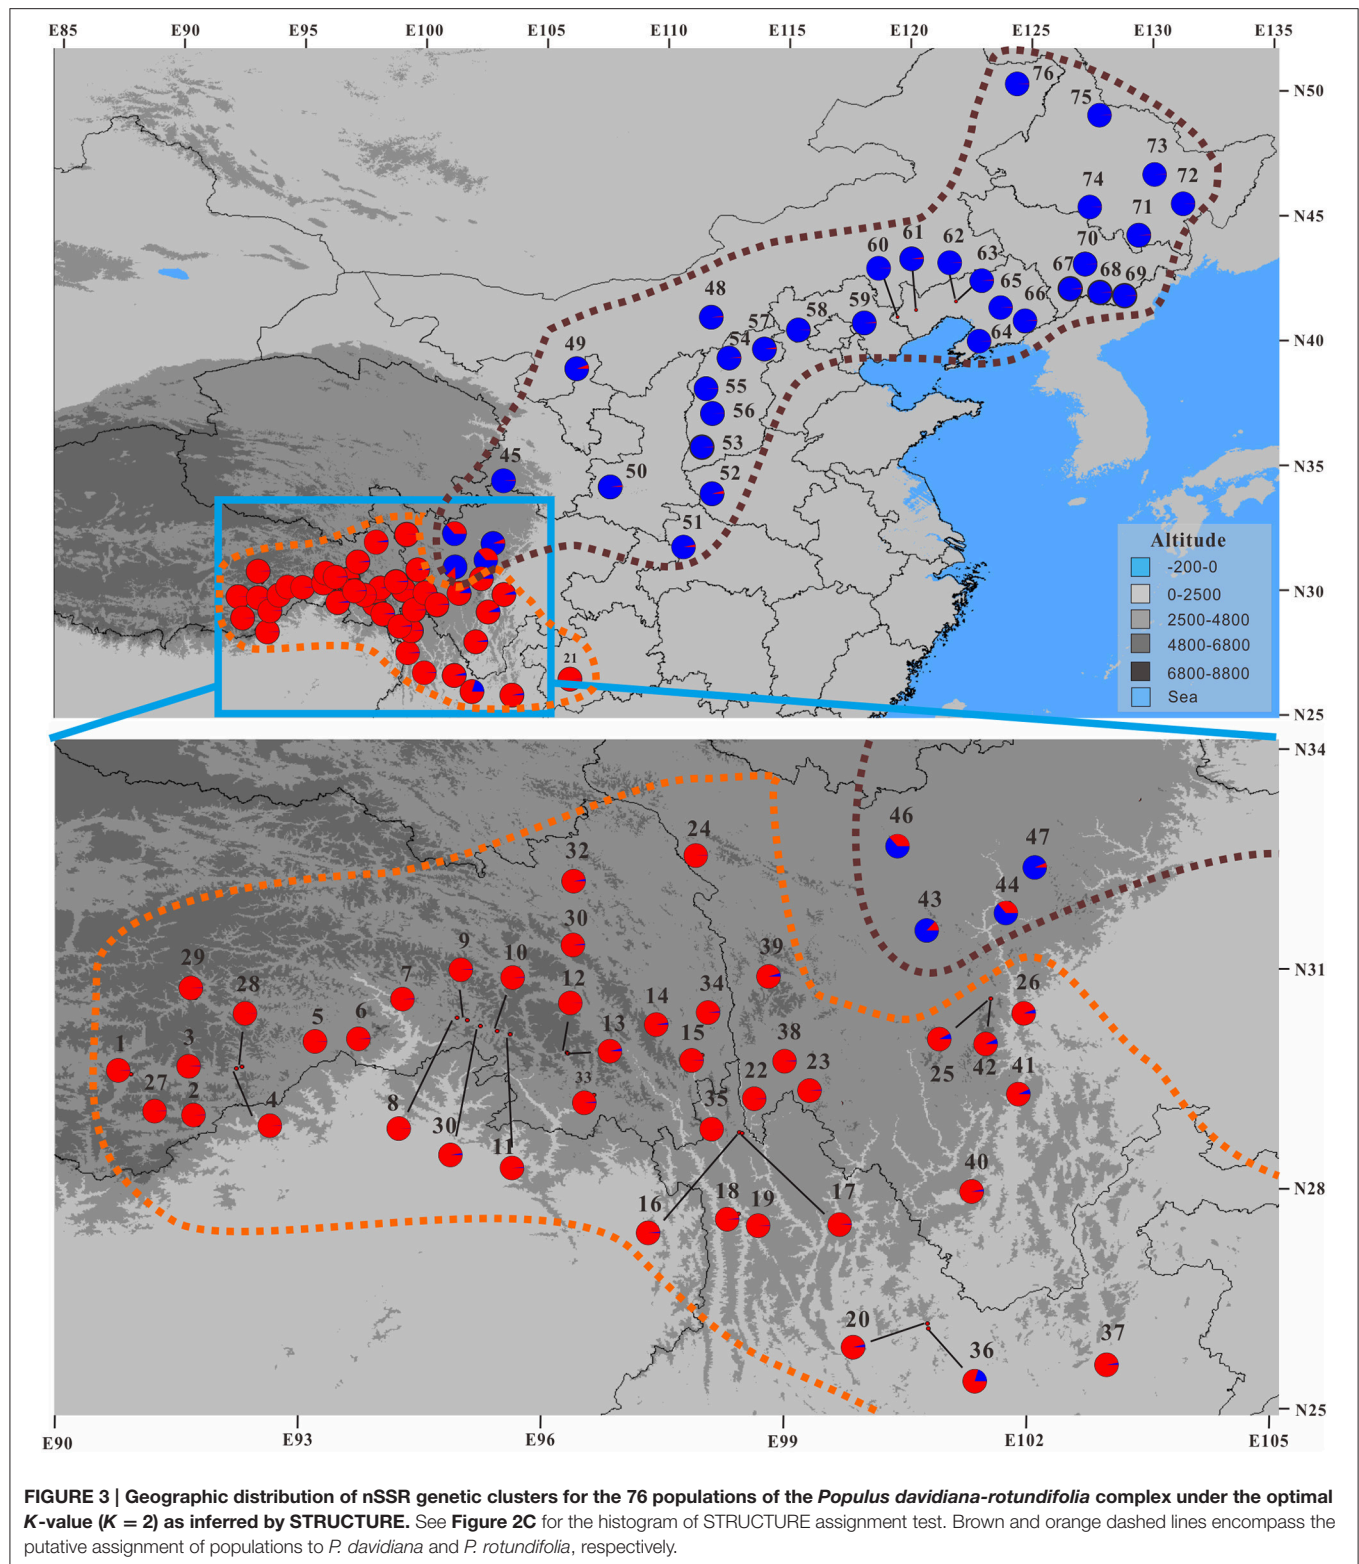 E85 E90 E95 E100 E105 E110 E115 E120 E125 E130 E135
76
N50
75
73
74 72
N45
71
61 70
60 62 63 67 68 69
65
48 66
58 59
57
54 64
N40
49
55
56
53
45 50 52
N35
51
Altitude
-200-0
0-2500
2500-4800
4800-6800
6800-8800
Sea
N30
21
N25
N34
46
24 47
32 44
43
30 39
N31
9 10
29 7 12 34 26
28 14
5 6 13 15 38
1 3 22 23 25 42 41
27 2 4 33 35
8 30 11 40
N28
16 18 19 17
20 36 37
N25
E90 E93 E96 E99 E102 E105
FIGURE 3 | Geographic distribution of nSSR genetic clusters for the 76 populations of the Populus davidiana-rotundifolia complex under the optimal
K-value (K = 2) as inferred by STRUCTURE. See Figure 2C for the histogram of STRUCTURE assignment test. Brown and orange dashed lines encompass the
putative assignment of populations to P. davidiana and P. rotundifolia, respectively.